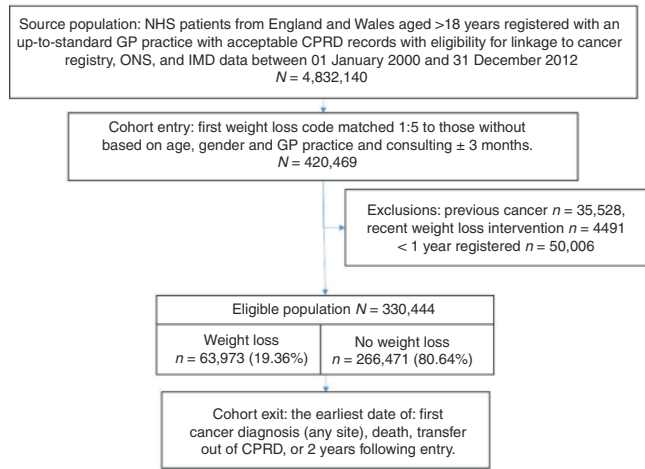 Source population: NHS patients from England and Wales aged >18 years registered with an
up-to-standard GP practice with acceptable CPRD records with eligibility for linkage to cancer
registry, ONS, and IMD data between 01 January 2000 and 31 December 2012
N = 4,832,140
Cohort entry: first weight loss code matched 1:5 to those without
based on age, gender and GP practice and consulting ± 3 months.
N = 420,469
Exclusions: previous cancer n = 35,528,
recent weight loss intervention n = 4491
< 1 year registered n = 50,006
Eligible population N = 330,444
Weight loss
n = 63,973 (19.36%)
No weight loss
n = 266,471 (80.64%)
Cohort exit: the earliest date of: first
cancer diagnosis (any site), death, transfer
out of CPRD, or 2 years following entry.